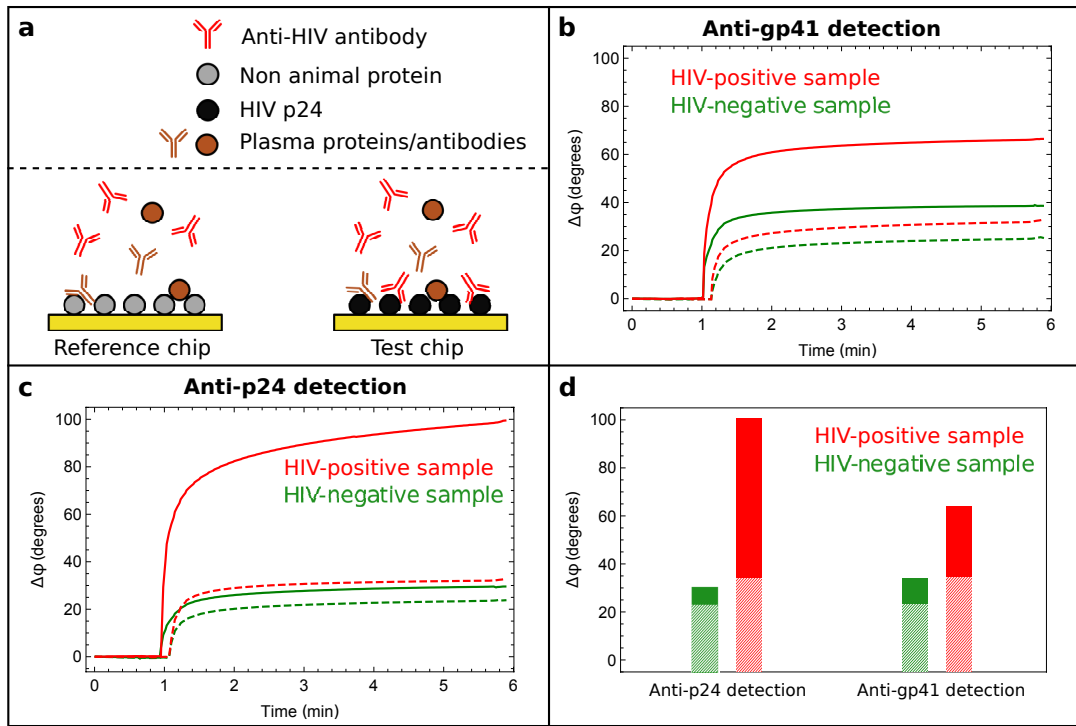 a
Anti-HIV antibody
Non animal protein
HIV p24
Plasma proteins/antibodies
Reference chip
Test chip
b
Anti-gp41 detection
HIV-positive sample
HIV-negative sample
100
80
60
40
20
0
Δφ (degrees)
0 1 2 3 4 5 6
Time (min)
c
Anti-p24 detection
HIV-positive sample
HIV-negative sample
100
80
60
40
20
0
Δφ (degrees)
0 1 2 3 4 5 6
Time (min)
d
HIV-positive sample
HIV-negative sample
100
80
60
40
20
0
Δφ (degrees)
Anti-p24 detection
Anti-gp41 detection